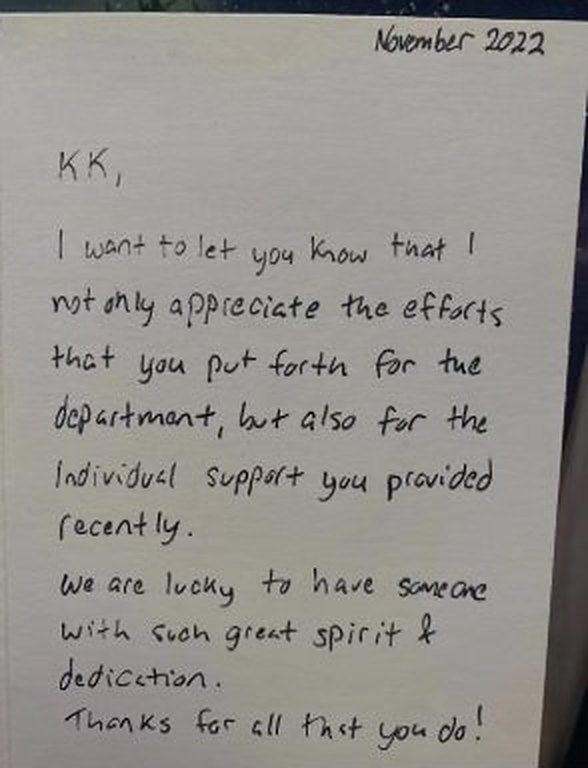 November 2022
KK,
I want to let you know that I
not only appreciate the efforts
that you put forth for the
department, but also for the
Individual support you provided
recently.
We are lucky to have someone
with such great spirit &
dedication.
Thanks for all that you do!